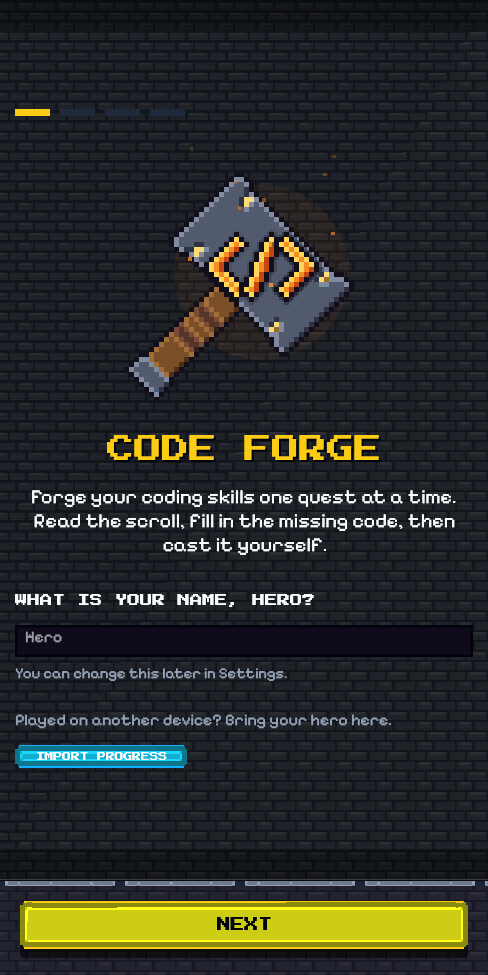 </>
CODE FORGE
Forge your coding skills one quest at a time.
Read the scroll, fill in the missing code, then
cast it yourself.
WHAT IS YOUR NAME, HERO?
Hero
You can change this later in Settings.
Played on another device? Bring your hero here.
IMPORT PROGRESS
NEXT